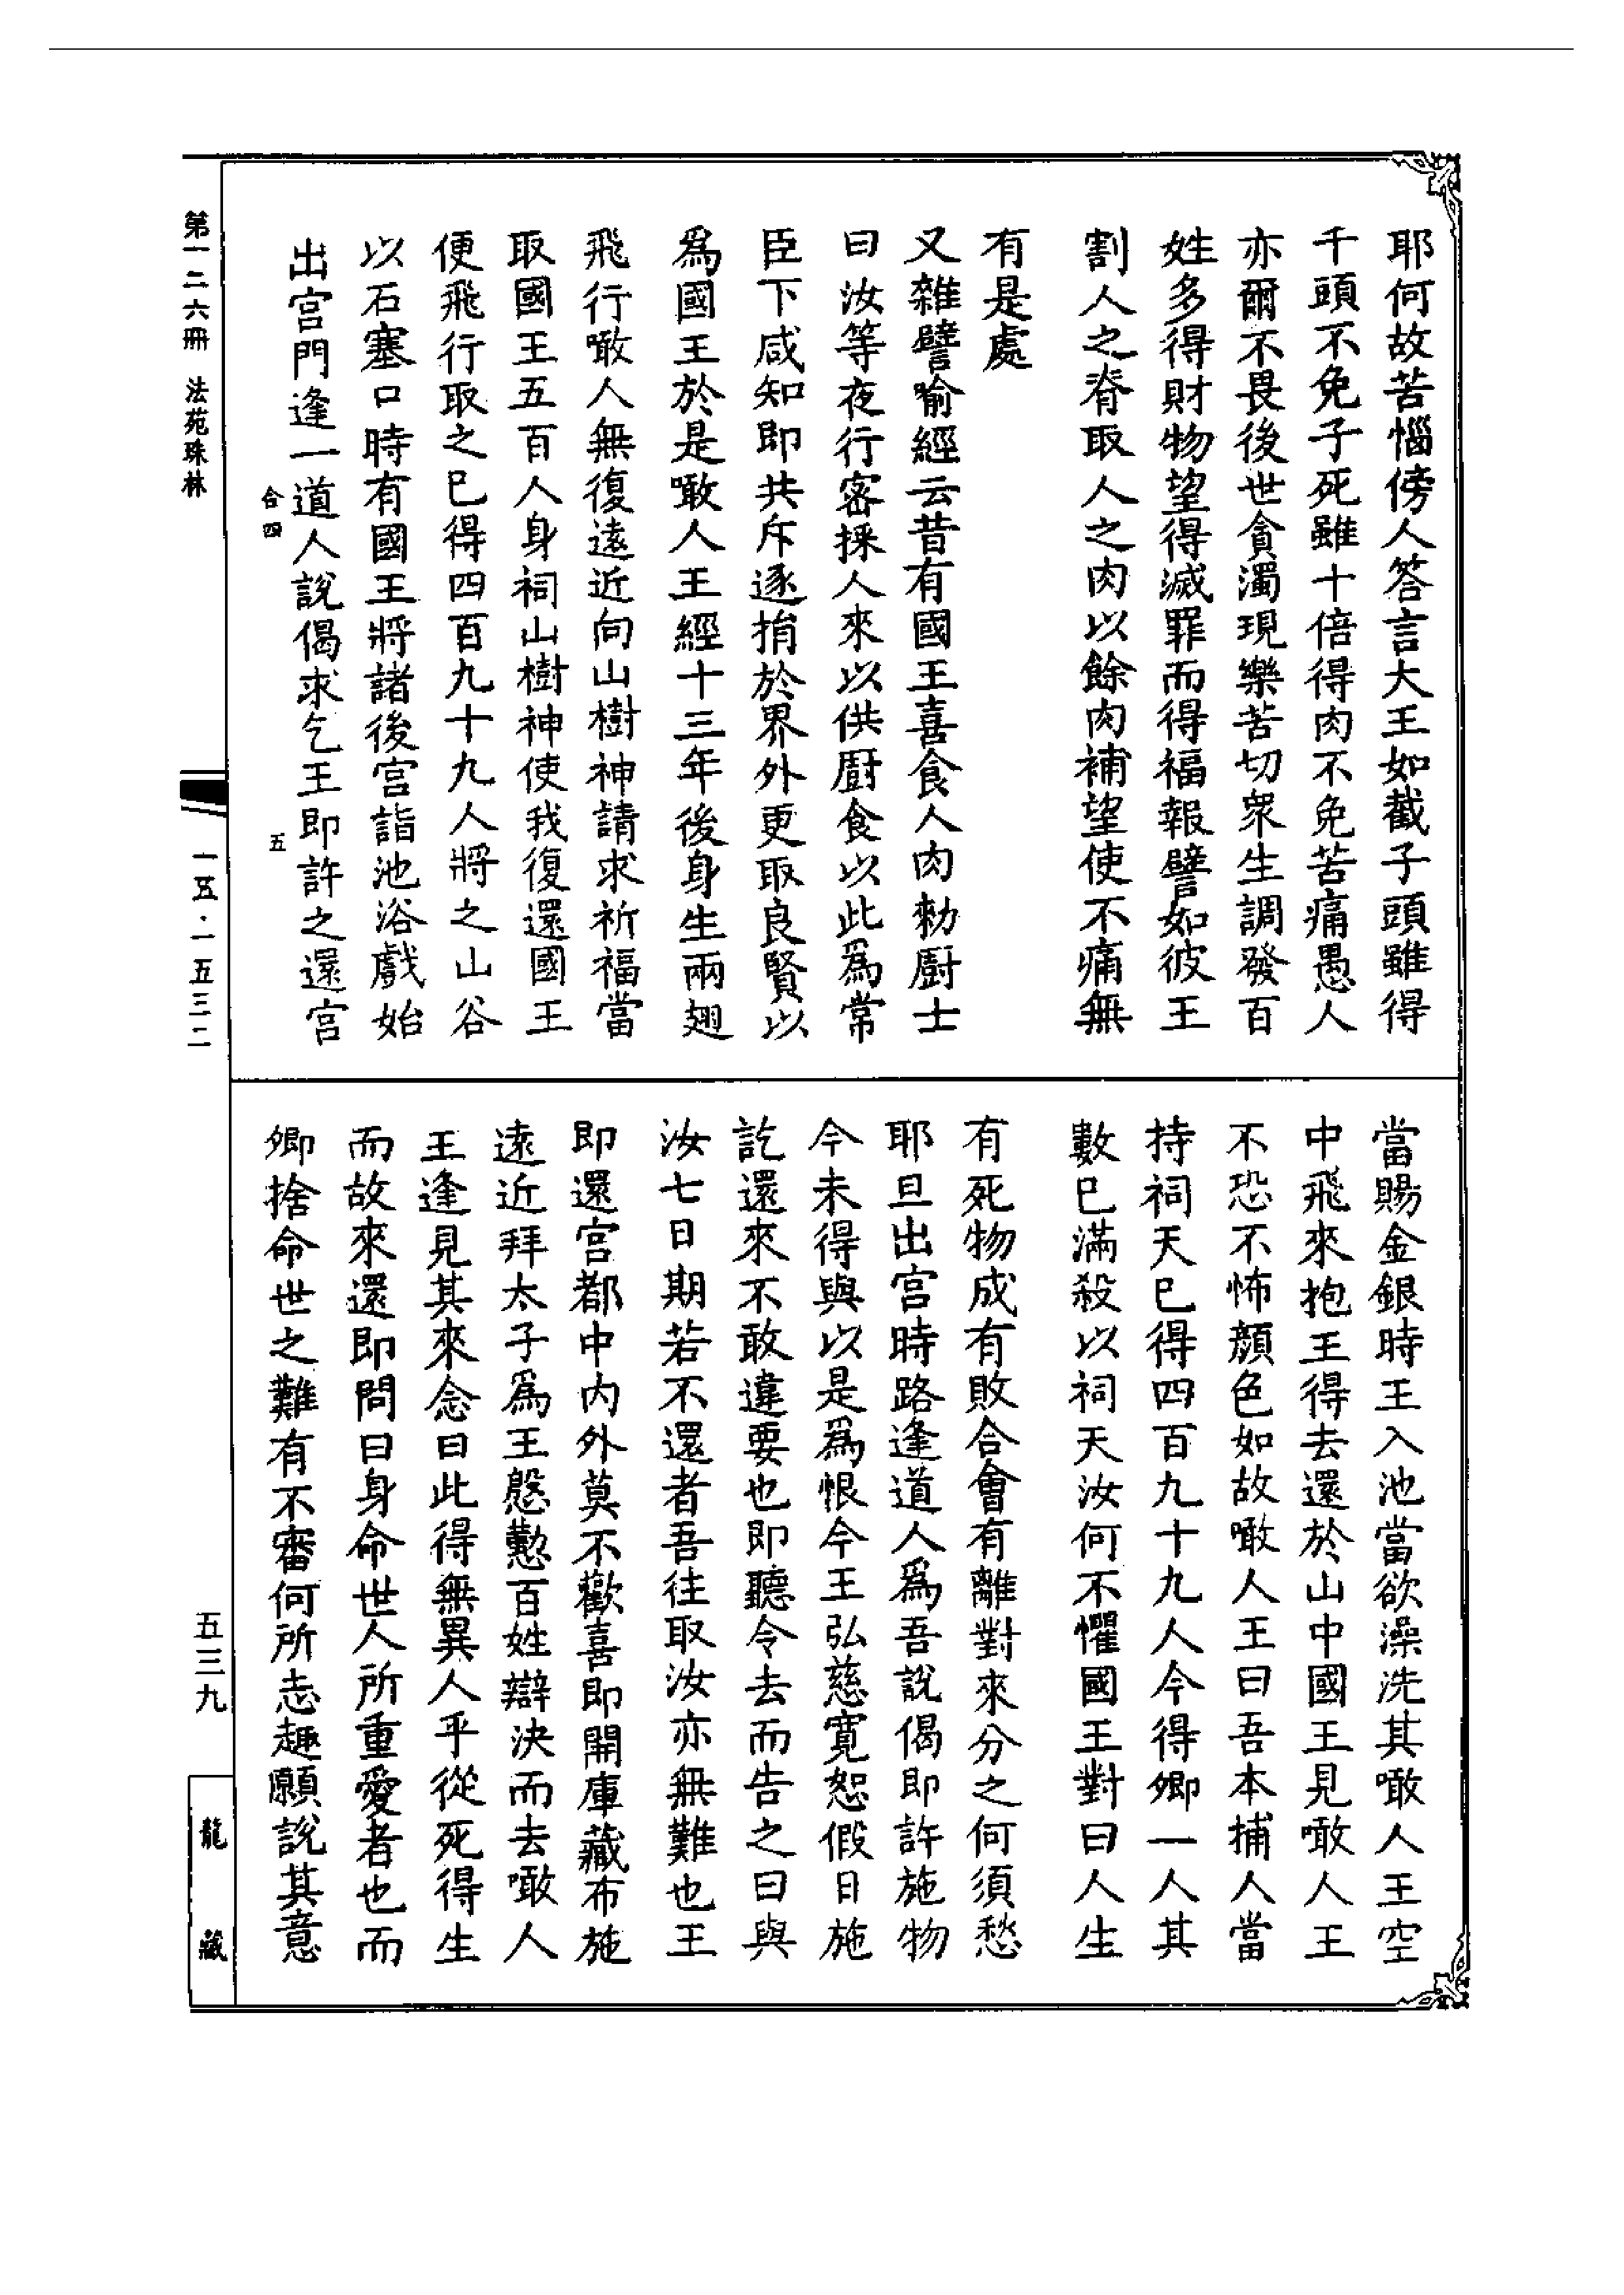 耶何故苦惱傍人答言大王如截子頭雖得
千頭不免子死雖十倍得肉不免苦痛愚人
亦爾不畏後世貪濁現樂苦切衆生調發百
姓多得財物望得滅罪而得福報譬如彼王
割人之脊取人之肉以餘肉補望使不痛無
有是處
又雜譬喻經云昔有國王喜食人肉勑厨士
曰汝等夜行密採人來以供厨食以此爲常
臣下咸知即共斥逐捐於界外更取良賢以
爲國王於是噉人王經十三年後身生兩翅
飛行噉人無復遠近向山樹神請求祈福當
取國王五百人身祠山樹神使我復還國王
便飛行取之已得四百九十九人將之山谷
以石塞口時有國王將諸後宮詣池浴戲始
出宮門逢一道人說偈求乞王即許之還宮
合四
五
當賜金銀時王入池當欲澡洗其噉人王空
中飛來抱王得去還於山中國王見噉人王
不恐不怖顏色如故噉人王曰吾本捕人當
持祠天已得四百九十九人今得卿一人其
數已滿殺以祠天汝何不懼國王對曰人生
有死物成有敗合會有離對來分之何須愁
耶旦出宮時路逢道人爲吾說偈即許施物
今未得與以是爲恨今王弘慈寬恕假日施
訖還來不敢違要也即聽令去而告之曰與
汝七日期若不還者吾往取汝亦無難也王
即還宮都中内外莫不歡喜即開庫藏布施
遠近拜太子爲王慇懃百姓辯決而去噉人
王逢見其來念曰此得無異人乎從死得生
而故來還即問曰身命世人所重愛者也而
卿捨命世之難有不審何所志趣願說其意
第一二六冊 法苑珠林
一五·一五三二
五三九
龍藏